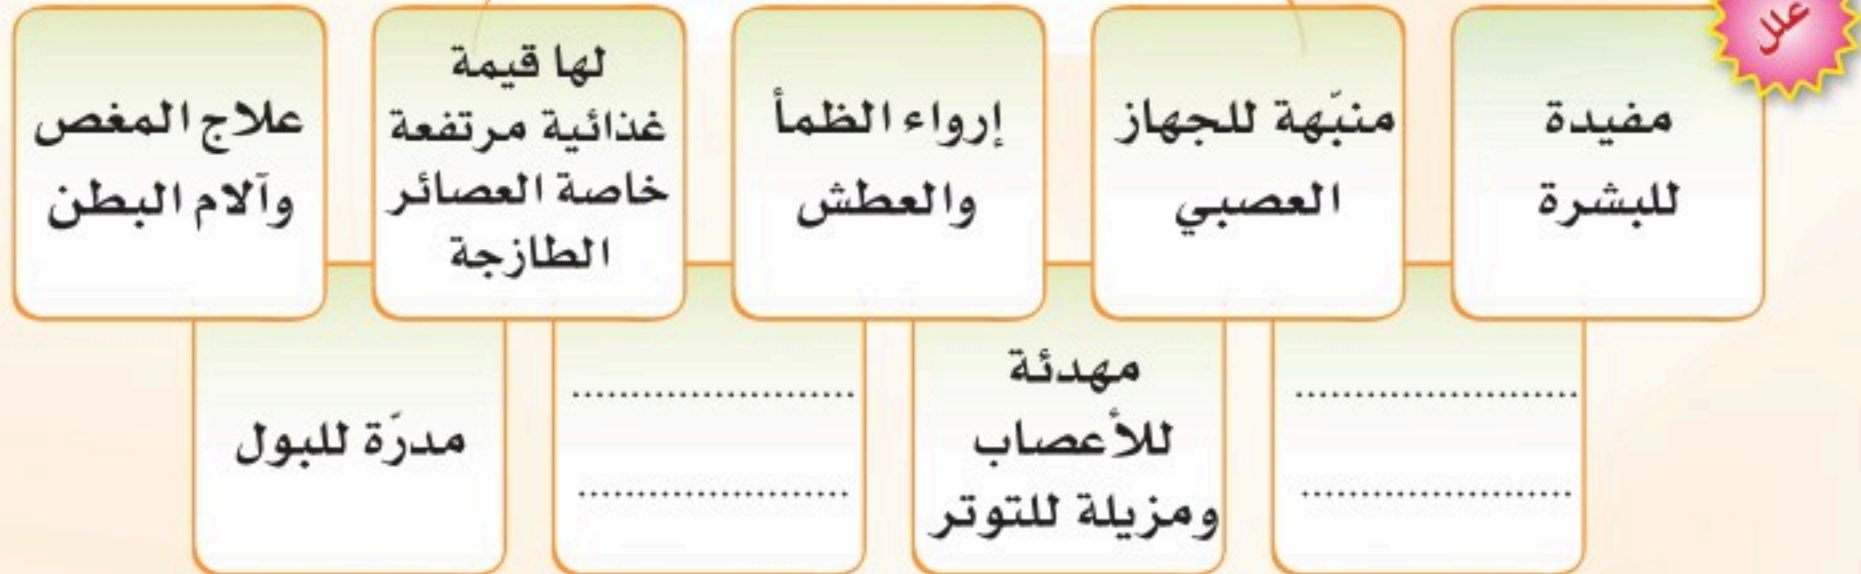 علل
مفيدة
للبشرة
منبّهة للجهاز
العصبي
إرواء الظمأ
والعطش
لها قيمة
غذائية مرتفعة
خاصة العصائر
الطازجة
علاج المغص
وآلام البطن
................................
................................
مهدئة
للأعصاب
ومزيلة للتوتر
................................
................................
مدرّة للبول